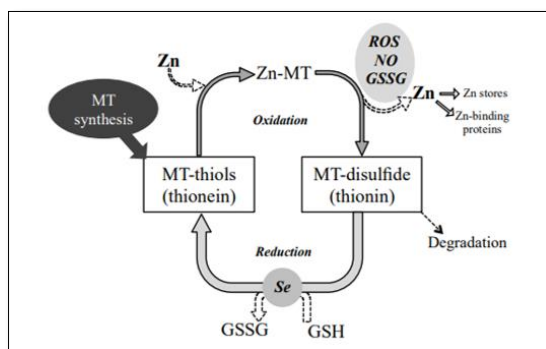 ROS
NO
GSSG
Zn
Zn-MT
Zn
Zn stores
Zn-binding
proteins
MT
synthesis
Oxidation
MT-thiols
(thionein)
MT-disulfide
(thionin)
Degradation
Reduction
Se
GSSG
GSH